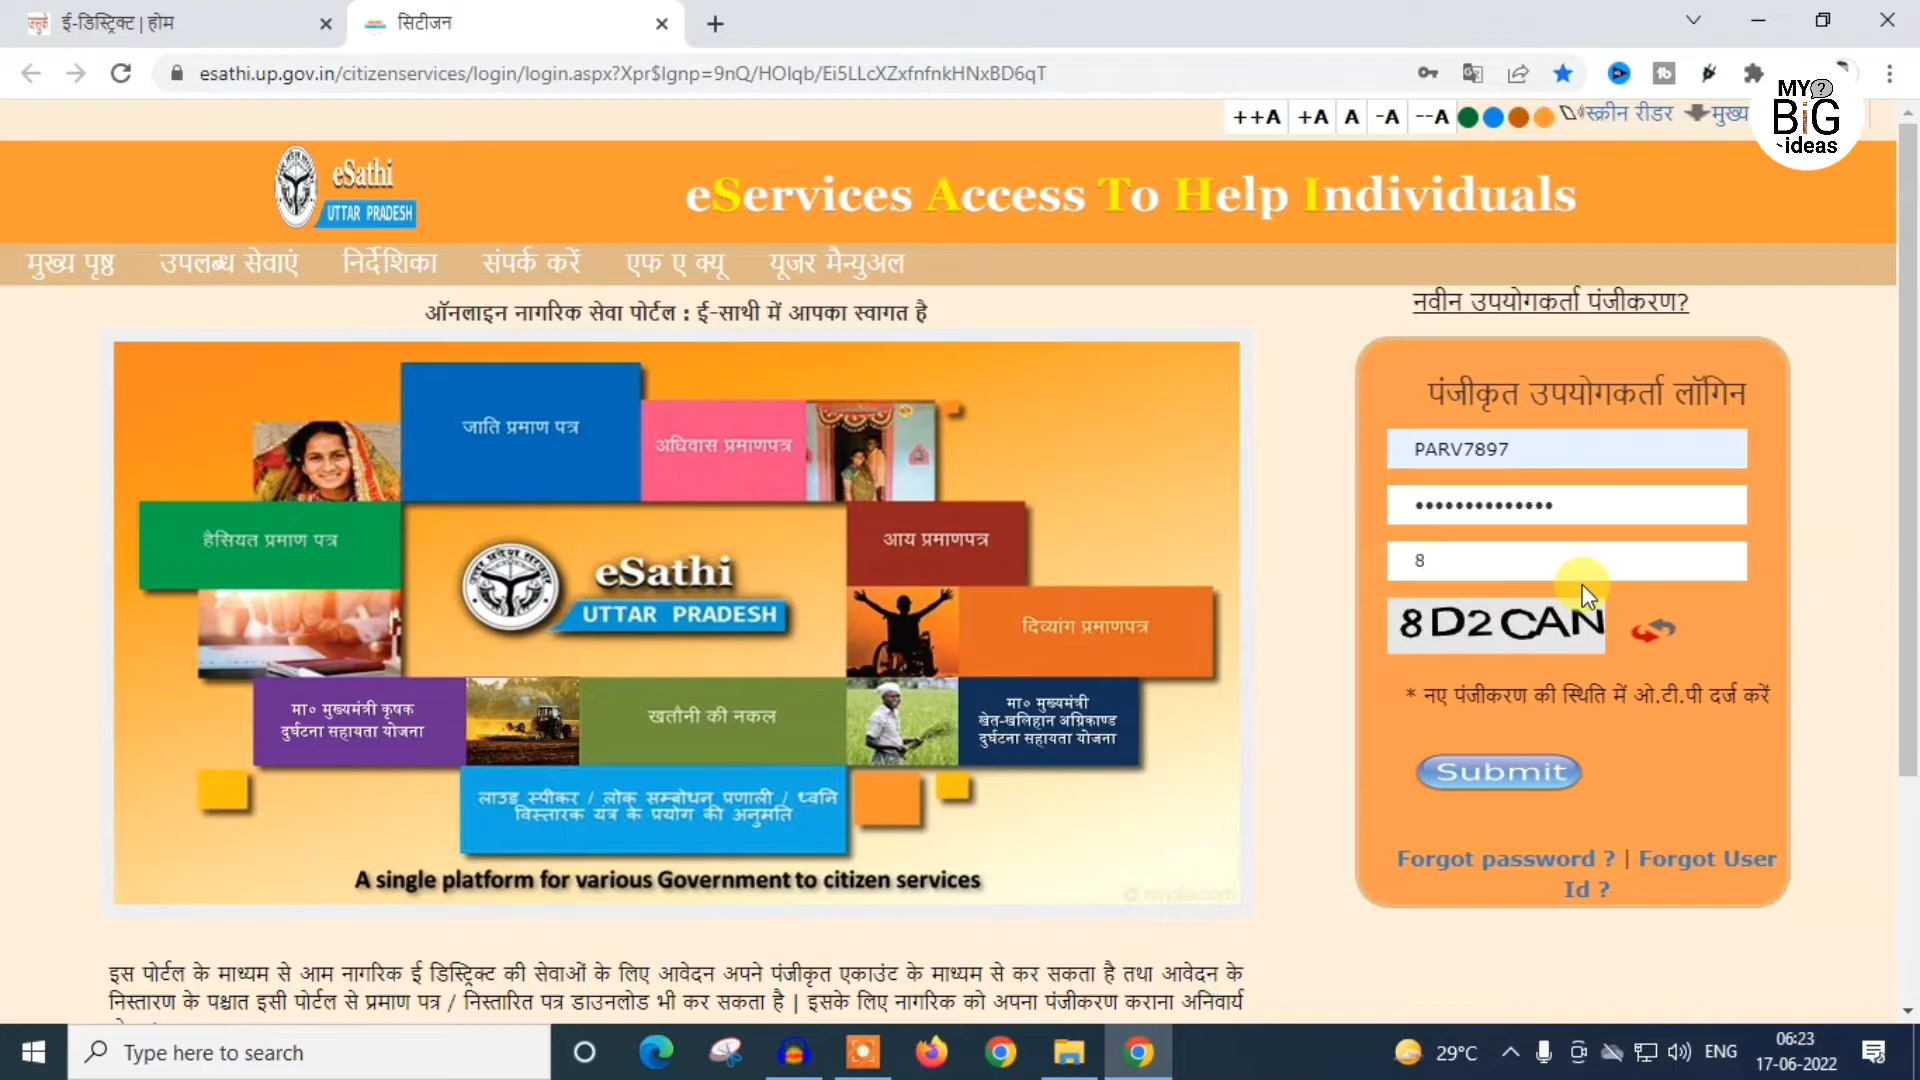 ई-डिस्ट्रिक्ट | होम
सिटीजन
esathi.up.gov.in/citizenservices/login/login.aspx?Xpr$Ignp=9nQ/HOlqb/Ei5LLcXZxfnfnkHNxBD6qT
++A +A A -A --A स्क्रीन रीडर मुख्य
MY ?
BIG
-ideas
eSathi
UTTAR PRADESH
eServices Access To Help Individuals
मुख्य पृष्ठ उपलब्ध सेवाएं निर्देशिका संपर्क करें एफ ए क्यू यूजर मैन्युअल
ऑनलाइन नागरिक सेवा पोर्टल : ई-साथी में आपका स्वागत है
नवीन उपयोगकर्ता पंजीकरण?
जाति प्रमाण पत्र
अधिवास प्रमाणपत्र
हैसियत प्रमाण पत्र
eSathi
UTTAR PRADESH
आय प्रमाणपत्र
दिव्यांग प्रमाणपत्र
मा० मुख्यमंत्री कृषक
दुर्घटना सहायता योजना
खतौनी की नकल
मा० मुख्यमंत्री
खेत-खलिहान अग्निकाण्ड
दुर्घटना सहायता योजना
लाउड स्पीकर / लोक सम्बोधन प्रणाली / ध्वनि
विस्तारक यंत्र के प्रयोग की अनुमति
A single platform for various Government to citizen services
पंजीकृत उपयोगकर्ता लॉगिन
PARV7897
••••••••••••••
8
8D2CAN
* नए पंजीकरण की स्थिति में ओ.टी.पी दर्ज करें
Submit
Forgot password ? | Forgot User
Id ?
इस पोर्टल के माध्यम से आम नागरिक ई डिस्ट्रिक्ट की सेवाओं के लिए आवेदन अपने पंजीकृत एकाउंट के माध्यम से कर सकता है तथा आवेदन के
निस्तारण के पश्चात इसी पोर्टल से प्रमाण पत्र / निस्तारित पत्र डाउनलोड भी कर सकता है | इसके लिए नागरिक को अपना पंजीकरण कराना अनिवार्य
Type here to search
29°C
ENG
06:23
17-06-2022